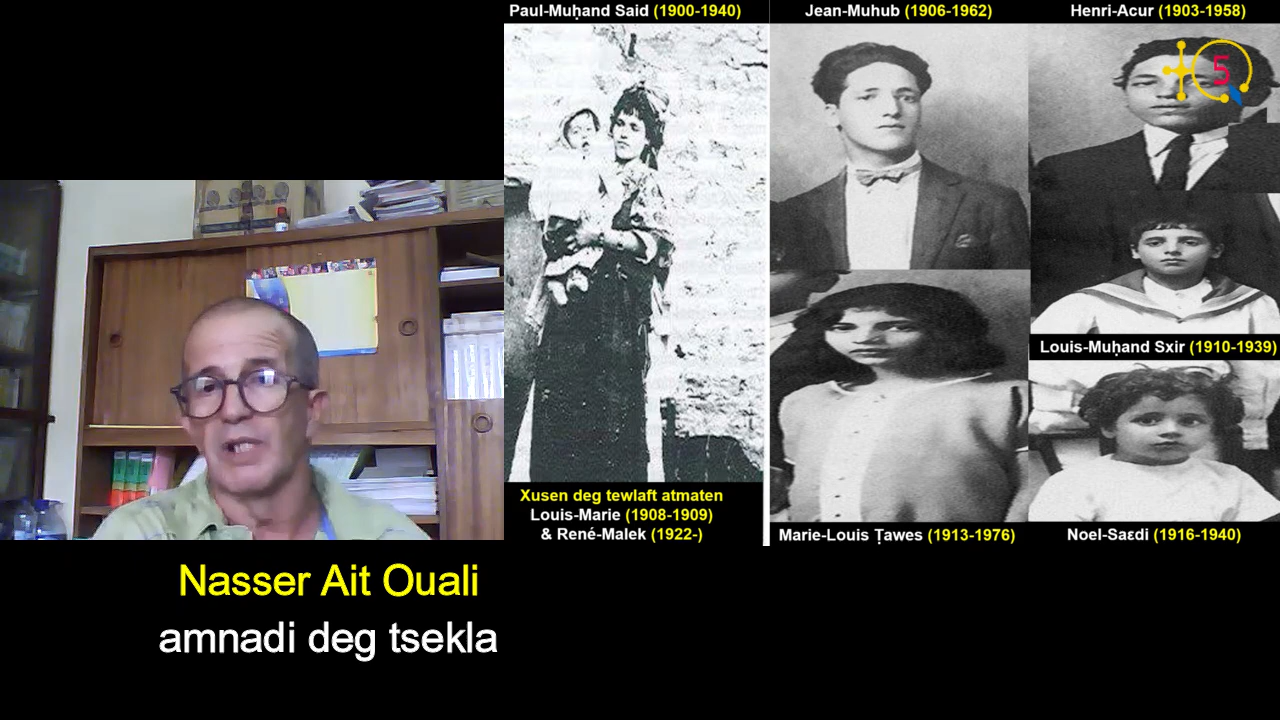 Paul-Muḥand Said (1900-1940)
Jean-Muhub (1906-1962)
Henri-Acur (1903-1958)
5
Louis-Muḥand Sxir (1910-1939)
Xusen deg tewlaft atmaten
Louis-Marie (1908-1909)
& René-Malek (1922-)
Marie-Louis Ṭawes (1913-1976)
Noel-Saɛdi (1916-1940)
Nasser Ait Ouali
amnadi deg tsekla